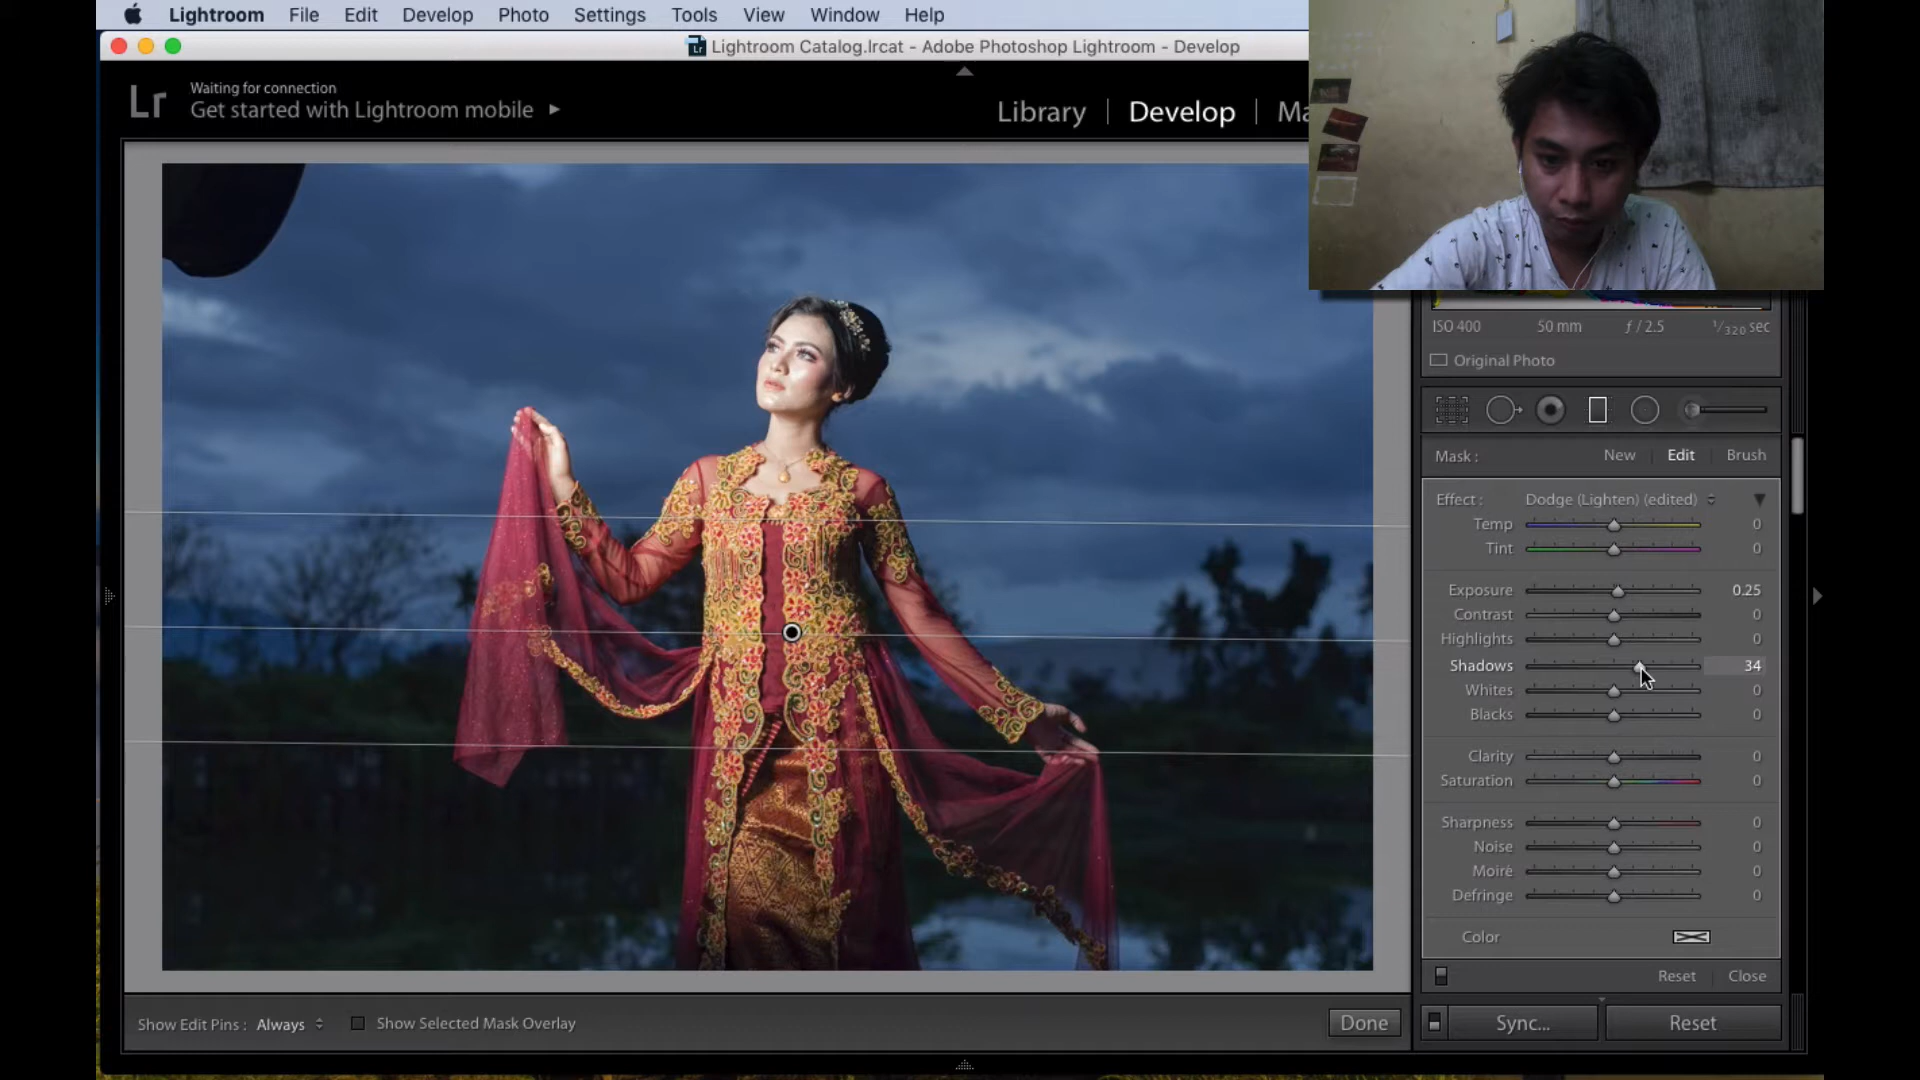 Lightroom File Edit Develop Photo Settings Tools View Window Help
Lightroom Catalog.lrcat - Adobe Photoshop Lightroom - Develop
Lr
Waiting for connection
Get started with Lightroom mobile
Library | Develop | Ma
ISO 400 50 mm ƒ / 2.5 1/320 sec
Original Photo
Mask : New | Edit | Brush
Effect : Dodge (Lighten) (edited)
Temp 0
Tint 0
Exposure 0.25
Contrast 0
Highlights 0
Shadows 34
Whites 0
Blacks 0
Clarity 0
Saturation 0
Sharpness 0
Noise 0
Moiré 0
Defringe 0
Color
Reset | Close
Show Edit Pins : Always Show Selected Mask Overlay Done
Sync... Reset